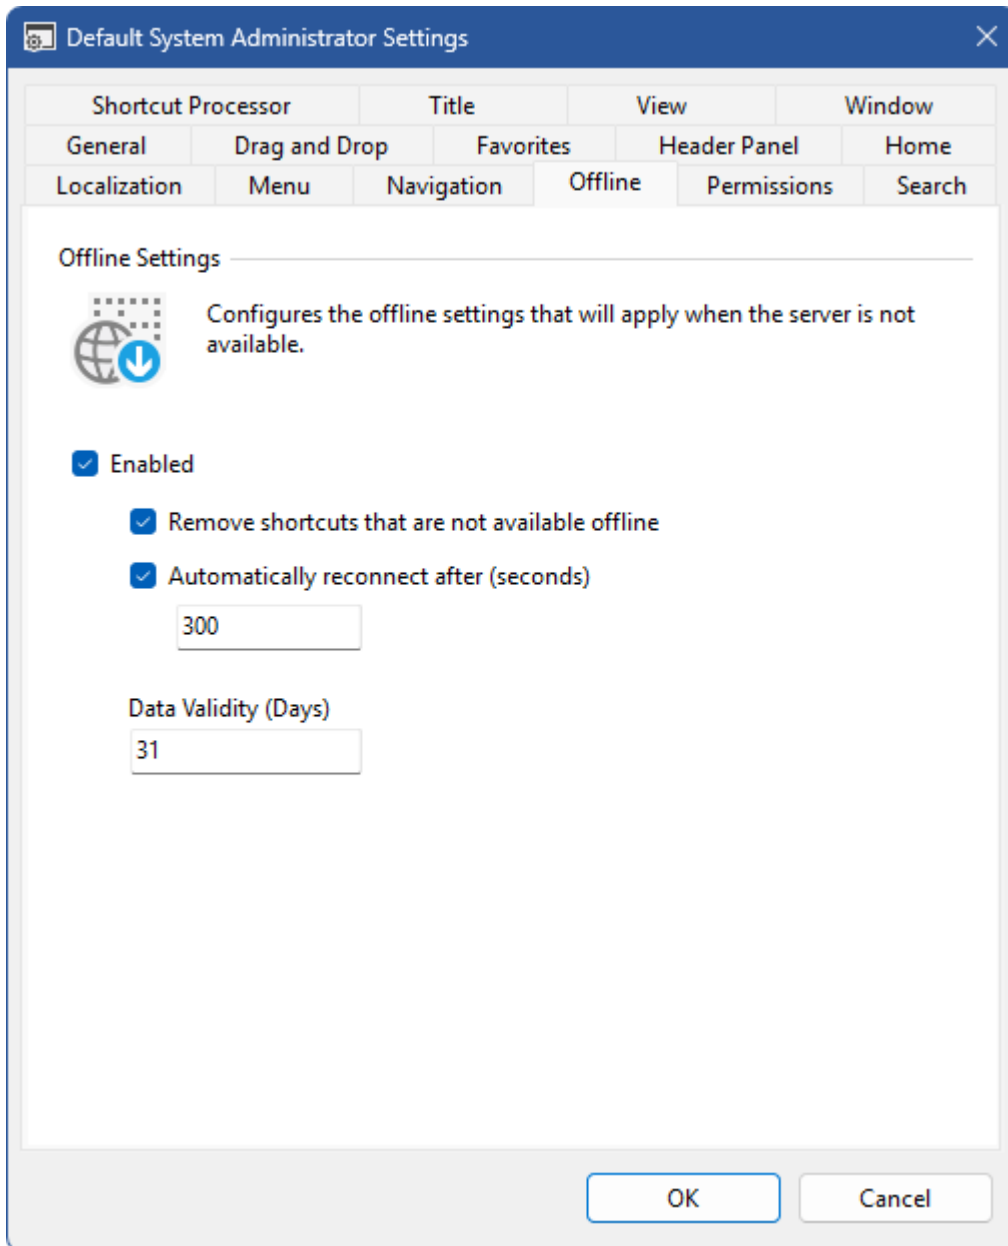 Default System Administrator Settings
Shortcut Processor Title View Window
General Drag and Drop Favorites Header Panel Home
Localization Menu Navigation Offline Permissions Search
Offline Settings
Configures the offline settings that will apply when the server is not
available.
Enabled
Remove shortcuts that are not available offline
Automatically reconnect after (seconds)
300
Data Validity (Days)
31
OK Cancel